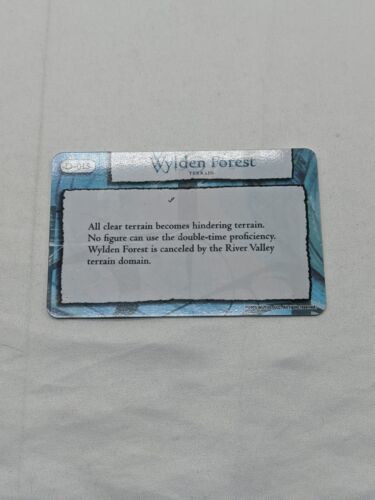 Wylden Forest
TERRAIN
All clear terrain becomes hindering terrain.
No figure can use the double-time proficiency.
Wylden Forest is canceled by the River Valley
terrain domain.